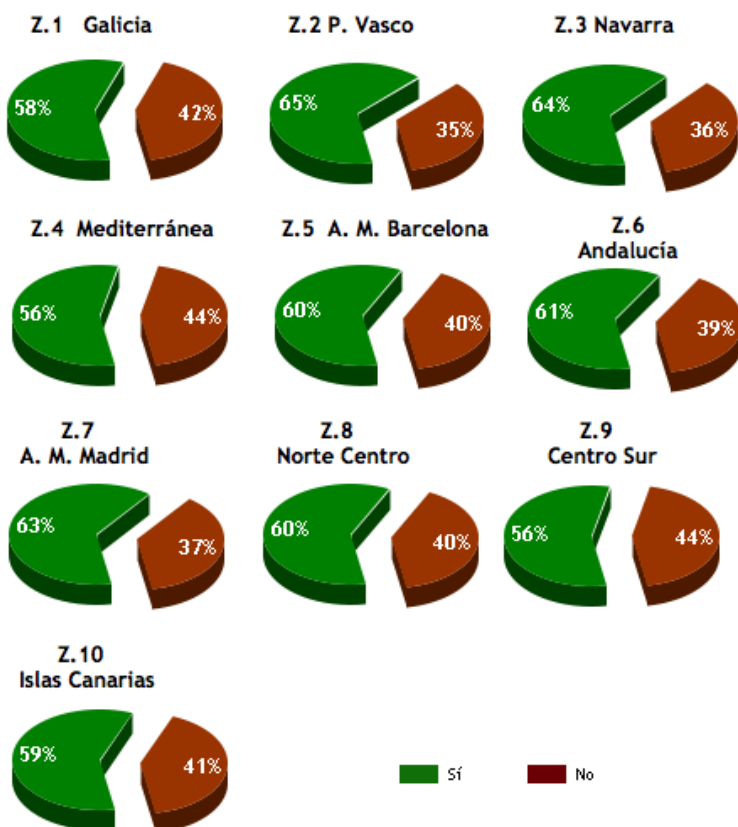 Z.1 Galicia
Z.2 P. Vasco
Z.3 Navarra
58%
42%
65%
35%
64%
36%
Z.4 Mediterránea
Z.5 A. M. Barcelona
Z.6
Andalucía
56%
44%
60%
40%
61%
39%
Z.7
A. M. Madrid
Z.8
Norte Centro
Z.9
Centro Sur
63%
37%
60%
40%
56%
44%
Z.10
Islas Canarias
59%
41%
Sí
No